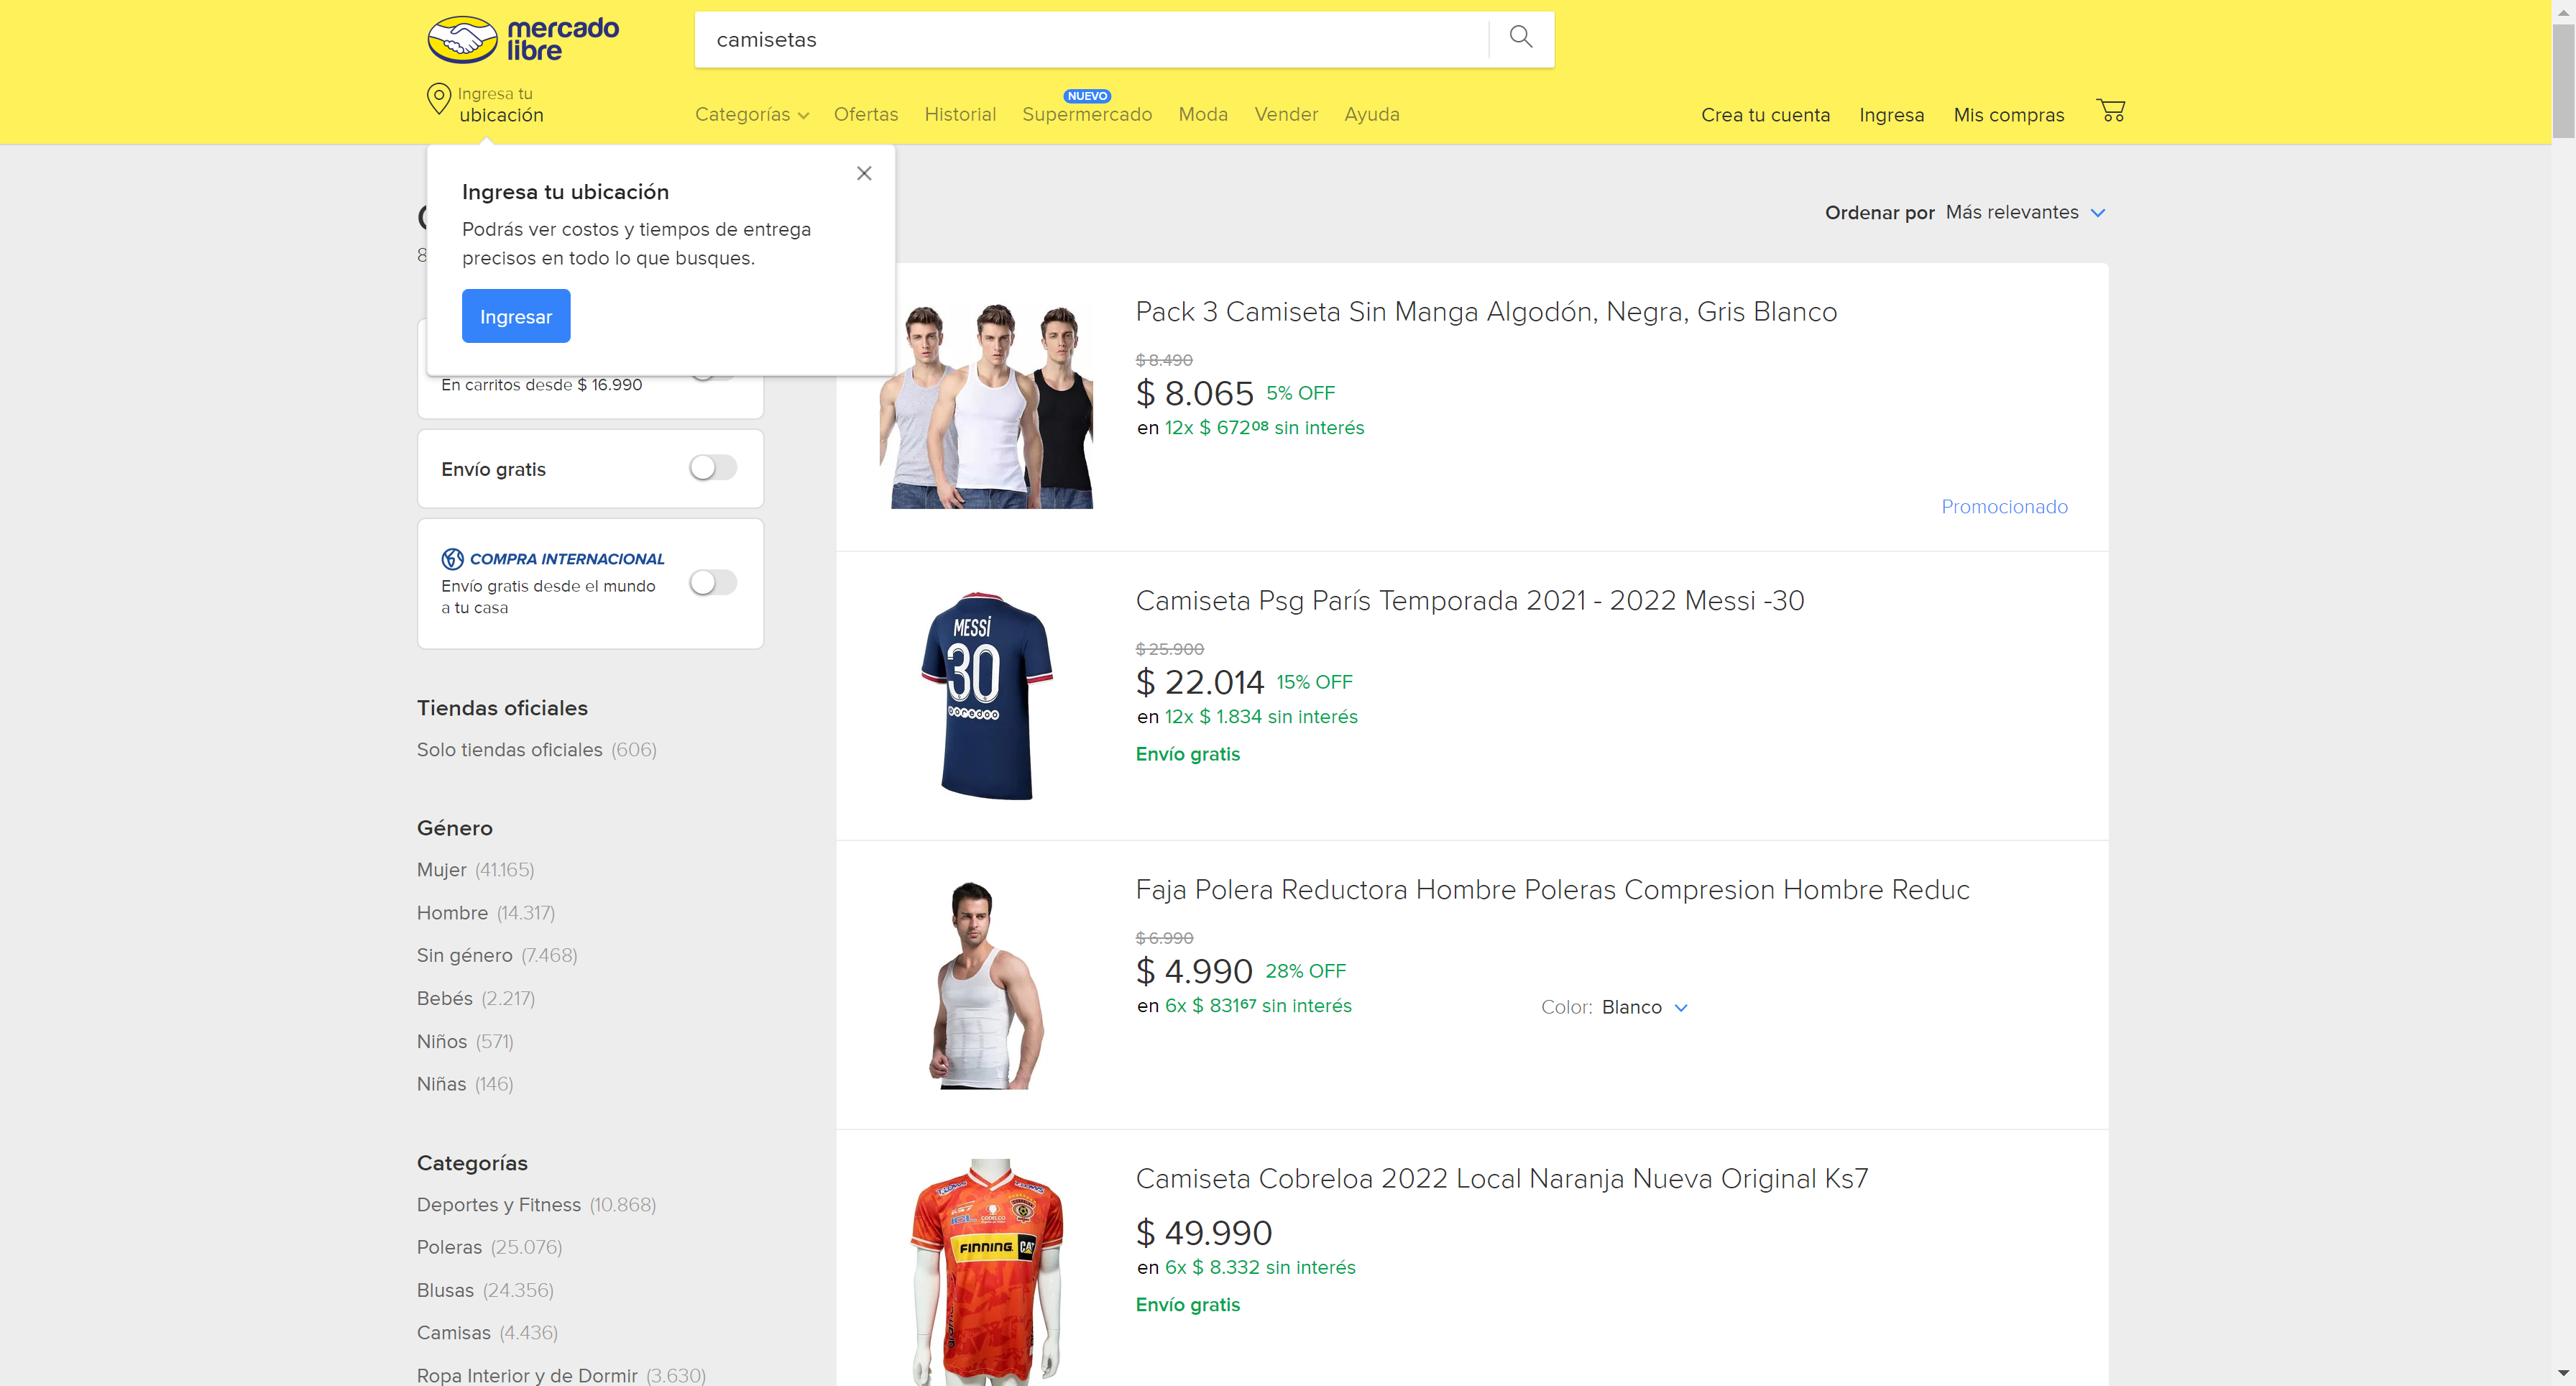 mercado
libre
camisetas
Ingresa tu
ubicación
Categorías
Ofertas
Historial
NUEVO
Supermercado
Moda
Vender
Ayuda
Crea tu cuenta
Ingresa
Mis compras
Ingresa tu ubicación
Podrás ver costos y tiempos de entrega
precisos en todo lo que busques.
Ingresar
Ordenar por Más relevantes
En carritos desde $ 16.990
Envío gratis
COMPRA INTERNACIONAL
Envío gratis desde el mundo
a tu casa
Tiendas oficiales
Solo tiendas oficiales (606)
Género
Mujer (41.165)
Hombre (14.317)
Sin género (7.468)
Bebés (2.217)
Niños (571)
Niñas (146)
Categorías
Deportes y Fitness (10.868)
Poleras (25.076)
Blusas (24.356)
Camisas (4.436)
Ropa Interior y de Dormir (3.630)
Pack 3 Camiseta Sin Manga Algodón, Negra, Gris Blanco
$ 8.490
$ 8.065 5% OFF
en 12x $ 672 08 sin interés
Promocionado
MESSI
30
ooredoo
Camiseta Psg París Temporada 2021 - 2022 Messi -30
$ 25.900
$ 22.014 15% OFF
en 12x $ 1.834 sin interés
Envío gratis
Faja Polera Reductora Hombre Poleras Compresion Hombre Reduc
$ 6.990
$ 4.990 28% OFF
en 6x $ 831 67 sin interés
Color: Blanco
KS7
CODELCO
FINNING CAT
Camiseta Cobreloa 2022 Local Naranja Nueva Original Ks7
$ 49.990
en 6x $ 8.332 sin interés
Envío gratis